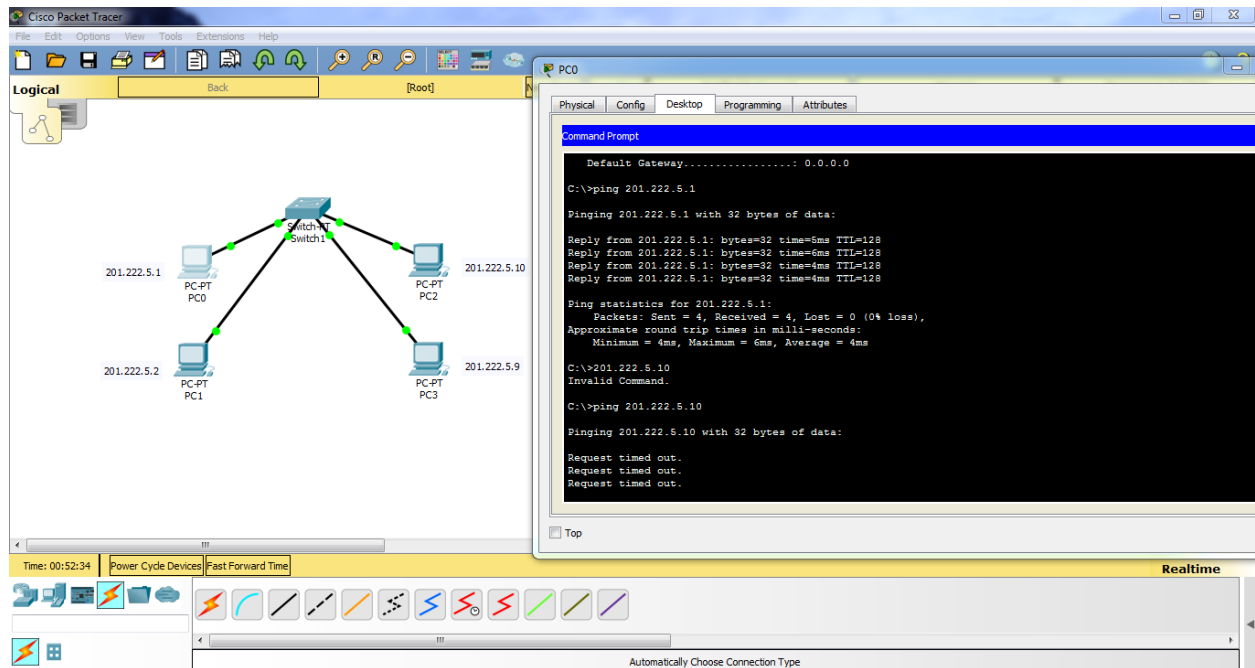 Cisco Packet Tracer
File Edit Options View Tools Extensions Help
Logical
Back
[Root]
201.222.5.1
PC-PT
PC0
Switch-PT
Switch1
201.222.5.10
PC-PT
PC2
201.222.5.2
PC-PT
PC1
201.222.5.9
PC-PT
PC3
PC0
Physical Config Desktop Programming Attributes
Command Prompt
Default Gateway.................: 0.0.0.0
C:\>ping 201.222.5.1
Pinging 201.222.5.1 with 32 bytes of data:
Reply from 201.222.5.1: bytes=32 time=5ms TTL=128
Reply from 201.222.5.1: bytes=32 time=6ms TTL=128
Reply from 201.222.5.1: bytes=32 time=4ms TTL=128
Reply from 201.222.5.1: bytes=32 time=4ms TTL=128
Ping statistics for 201.222.5.1:
Packets: Sent = 4, Received = 4, Lost = 0 (0% loss),
Approximate round trip times in milli-seconds:
Minimum = 4ms, Maximum = 6ms, Average = 4ms
C:\>201.222.5.10
Invalid Command.
C:\>ping 201.222.5.10
Pinging 201.222.5.10 with 32 bytes of data:
Request timed out.
Request timed out.
Request timed out.
Top
Time: 00:52:34 Power Cycle Devices Fast Forward Time
Realtime
Automatically Choose Connection Type